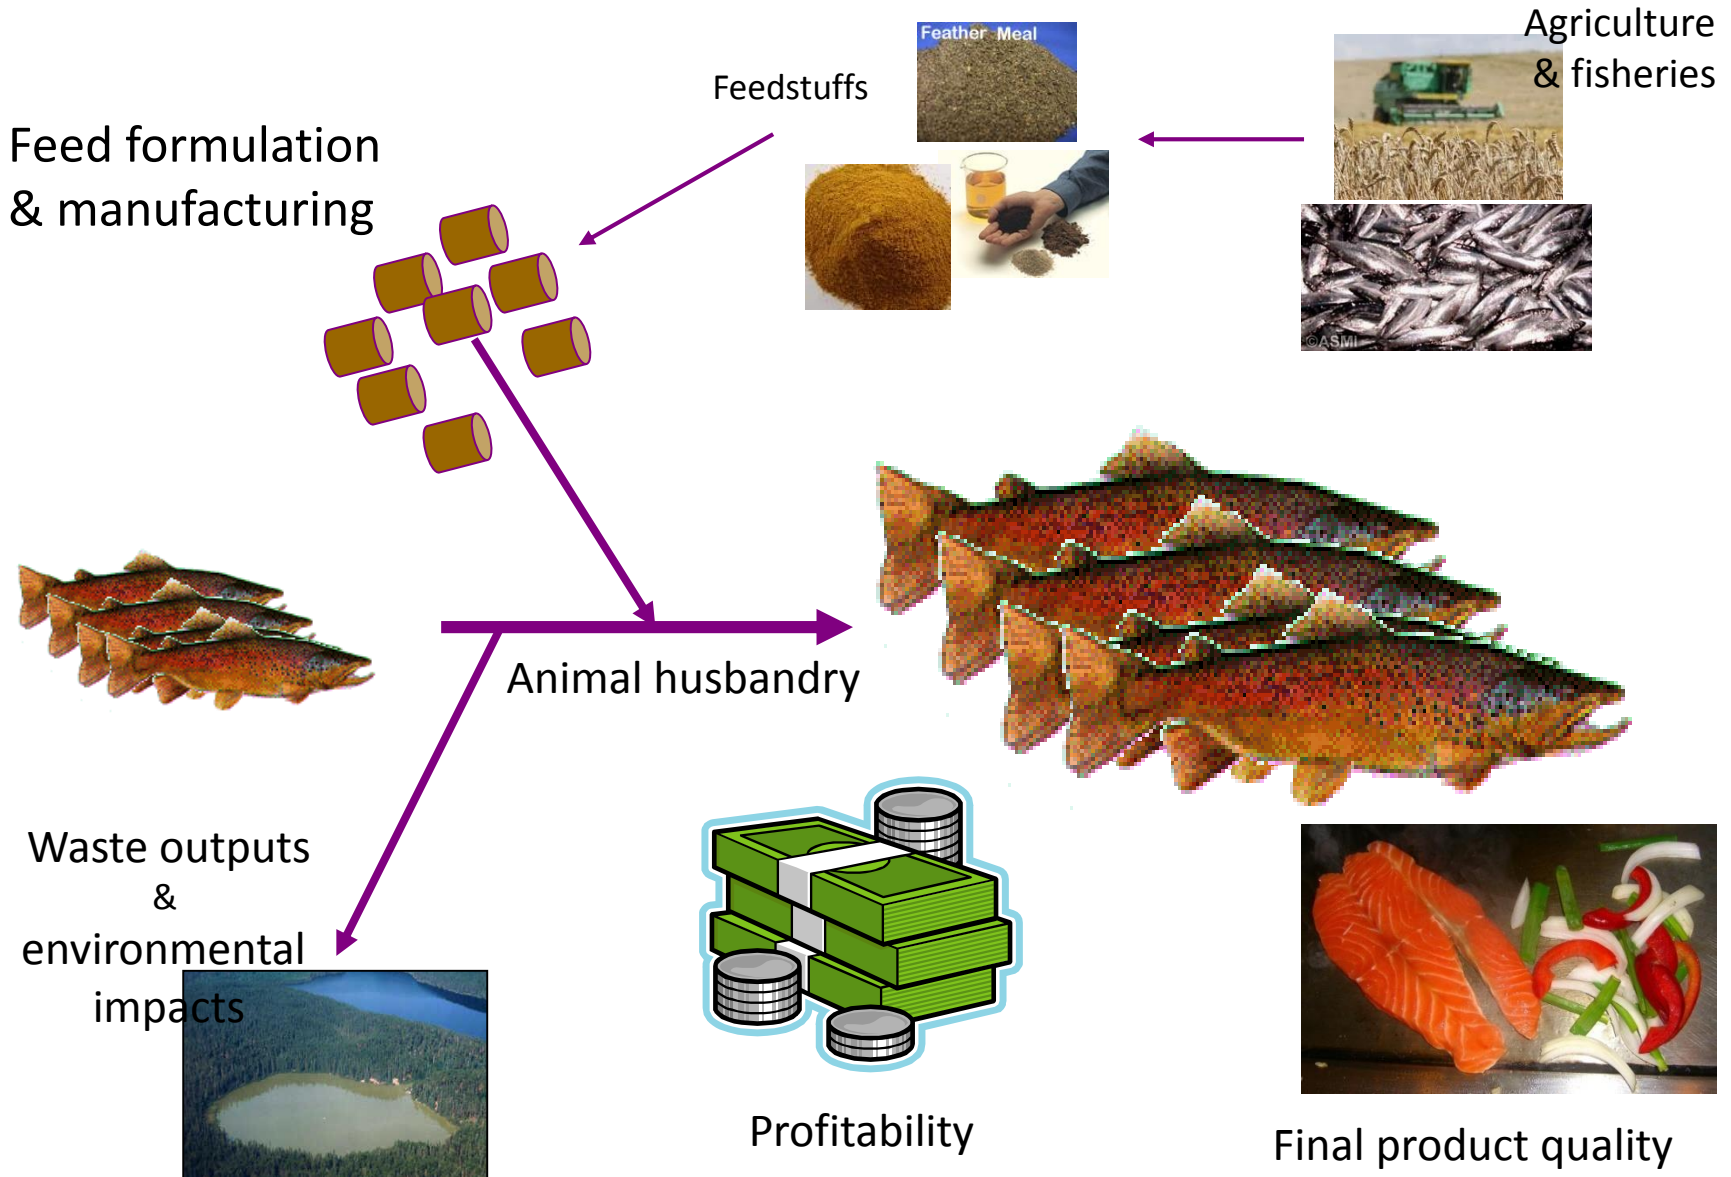 Agriculture
& fisheries
Feather Meal
Feedstuffs
Feed formulation
& manufacturing
©ASMI
Animal husbandry
Waste outputs
&
environmental
impacts
Profitability
Final product quality